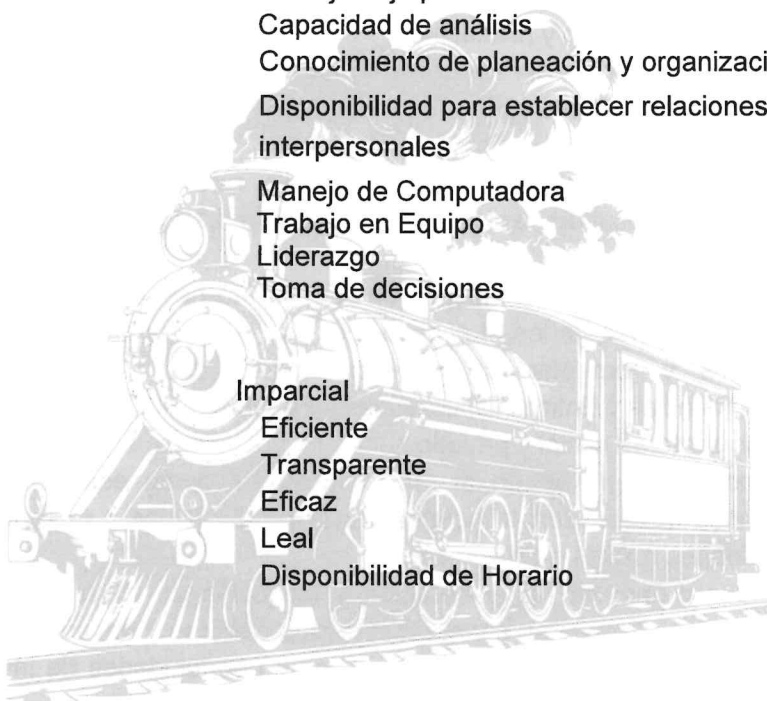 Capacidad de análisis
Conocimiento de planeación y organizaci
Disponibilidad para establecer relaciones
interpersonales
Manejo de Computadora
Trabajo en Equipo
Liderazgo
Toma de decisiones
Imparcial
Eficiente
Transparente
Eficaz
Leal
Disponibilidad de Horario